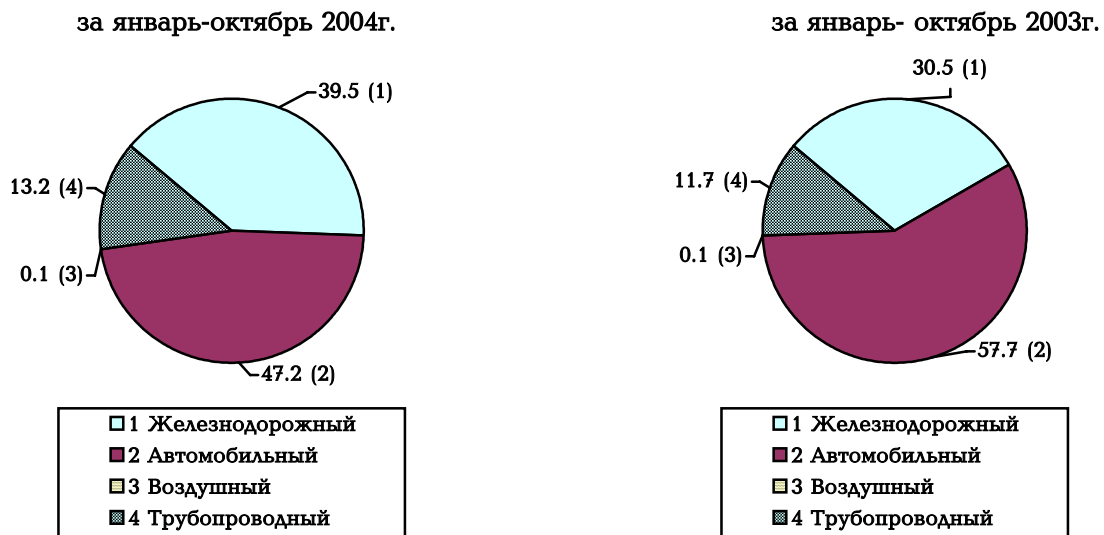 за январь-октябрь 2004г.
39.5 (1)
13.2 (4)
0.1 (3)
47.2 (2)
1 Железнодорожный
2 Автомобильный
3 Воздушный
4 Трубопроводный
за январь- октябрь 2003г.
30.5 (1)
11.7 (4)
0.1 (3)
57.7 (2)
1 Железнодорожный
2 Автомобильный
3 Воздушный
4 Трубопроводный